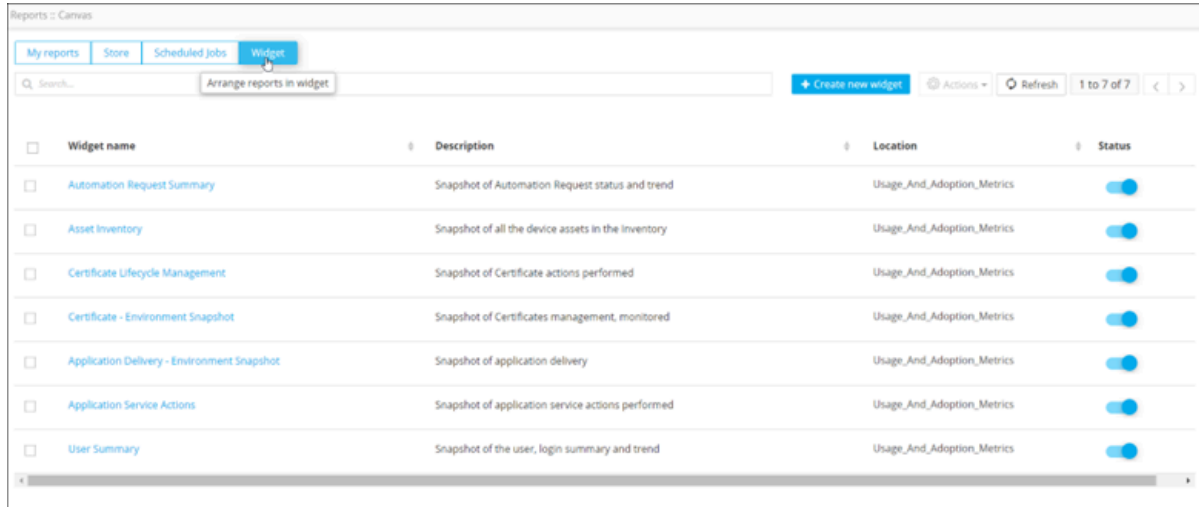 Reports :: Canvas
My reports Store Scheduled Jobs Widget
Search... Arrange reports in widget + Create new widget Actions Refresh 1 to 7 of 7 < >
Widget name Description Location Status
Automation Request Summary Snapshot of Automation Request status and trend Usage_And_Adoption_Metrics
Asset Inventory Snapshot of all the device assets in the Inventory Usage_And_Adoption_Metrics
Certificate Lifecycle Management Snapshot of Certificate actions performed Usage_And_Adoption_Metrics
Certificate - Environment Snapshot Snapshot of Certificates management, monitored Usage_And_Adoption_Metrics
Application Delivery - Environment Snapshot Snapshot of application delivery Usage_And_Adoption_Metrics
Application Service Actions Snapshot of application service actions performed Usage_And_Adoption_Metrics
User Summary Snapshot of the user, login summary and trend Usage_And_Adoption_Metrics